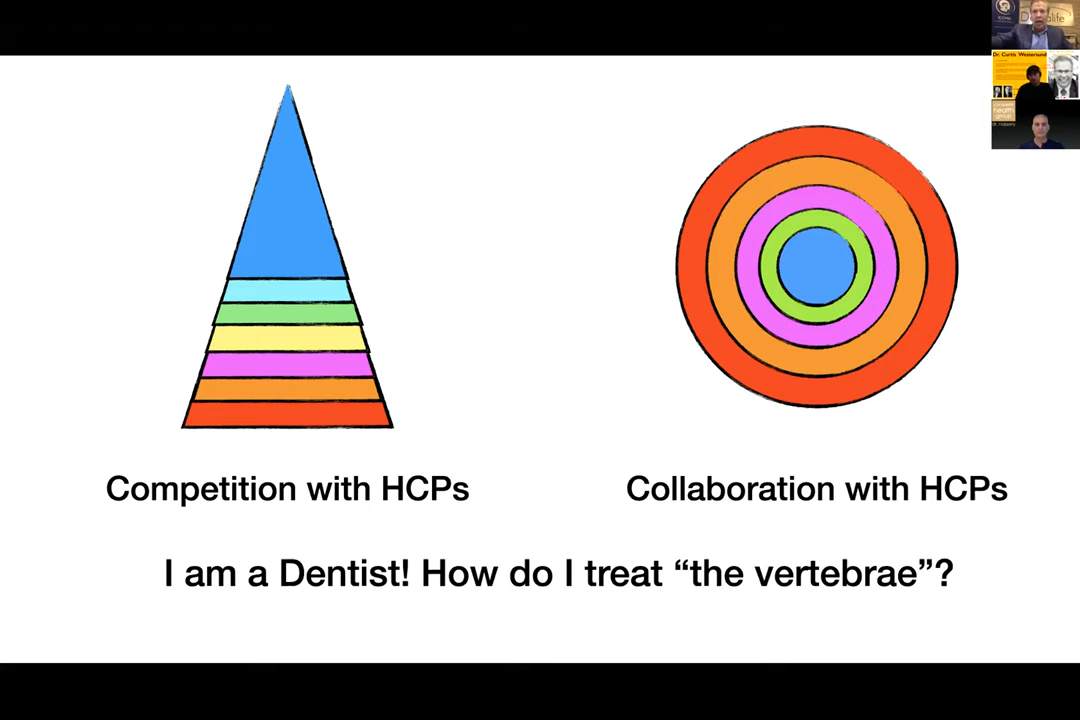 Dr. Curtis Westersund
Competition with HCPs
Collaboration with HCPs
I am a Dentist! How do I treat “the vertebrae”?